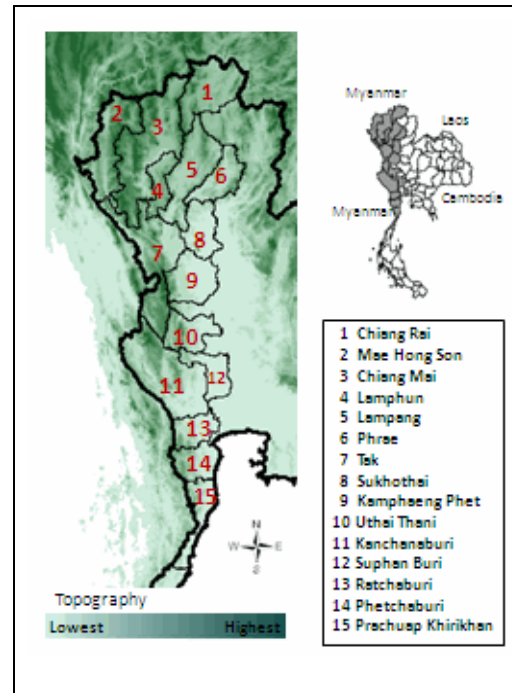 1
2
3
5
6
4
8
7
9
10
11
12
13
14
15
N
W E
S
Topography
Lowest Highest
Myanmar
Laos
Cambodia
Myanmar
1 Chiang Rai
2 Mae Hong Son
3 Chiang Mai
4 Lamphun
5 Lampang
6 Phrae
7 Tak
8 Sukhothai
9 Kamphaeng Phet
10 Uthai Thani
11 Kanchanaburi
12 Suphan Buri
13 Ratchaburi
14 Phetchaburi
15 Prachuap Khirikhan